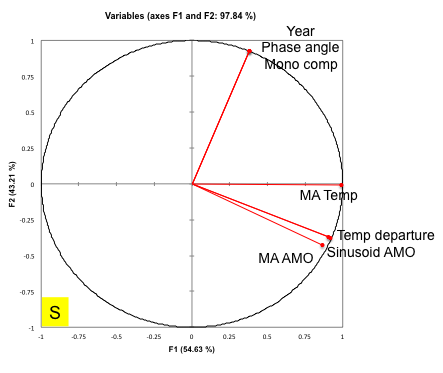 Variables (axes F1 and F2: 97.84 %)
Year
Phase angle
Mono comp
1
0.75
0.5
0.25
0
-0.25
-0.5
-0.75
-1
F2 (43.21 %)
MA Temp
Temp departure
Sinusoid AMO
MA AMO
S
-1
-0.75
-0.5
-0.25
0
0.25
0.5
0.75
1
F1 (54.63 %)